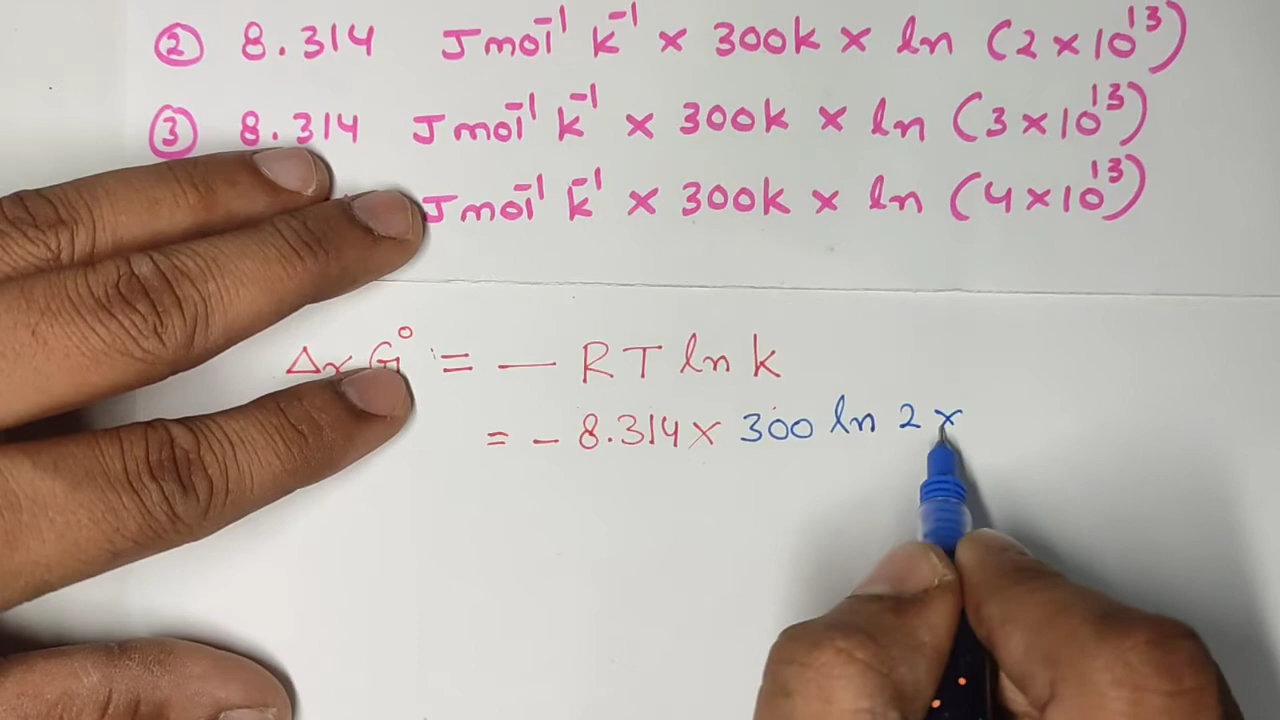 ② 8.314 Jmol⁻¹ k⁻¹ × 300k × ln (2×10¹³)
③ 8.314 Jmol⁻¹ k⁻¹ × 300k × ln (3×10¹³)
Jmol⁻¹ k⁻¹ × 300k × ln (4×10¹³)
ΔrG° = − RT ln k
= − 8.314 × 300 ln 2 ×